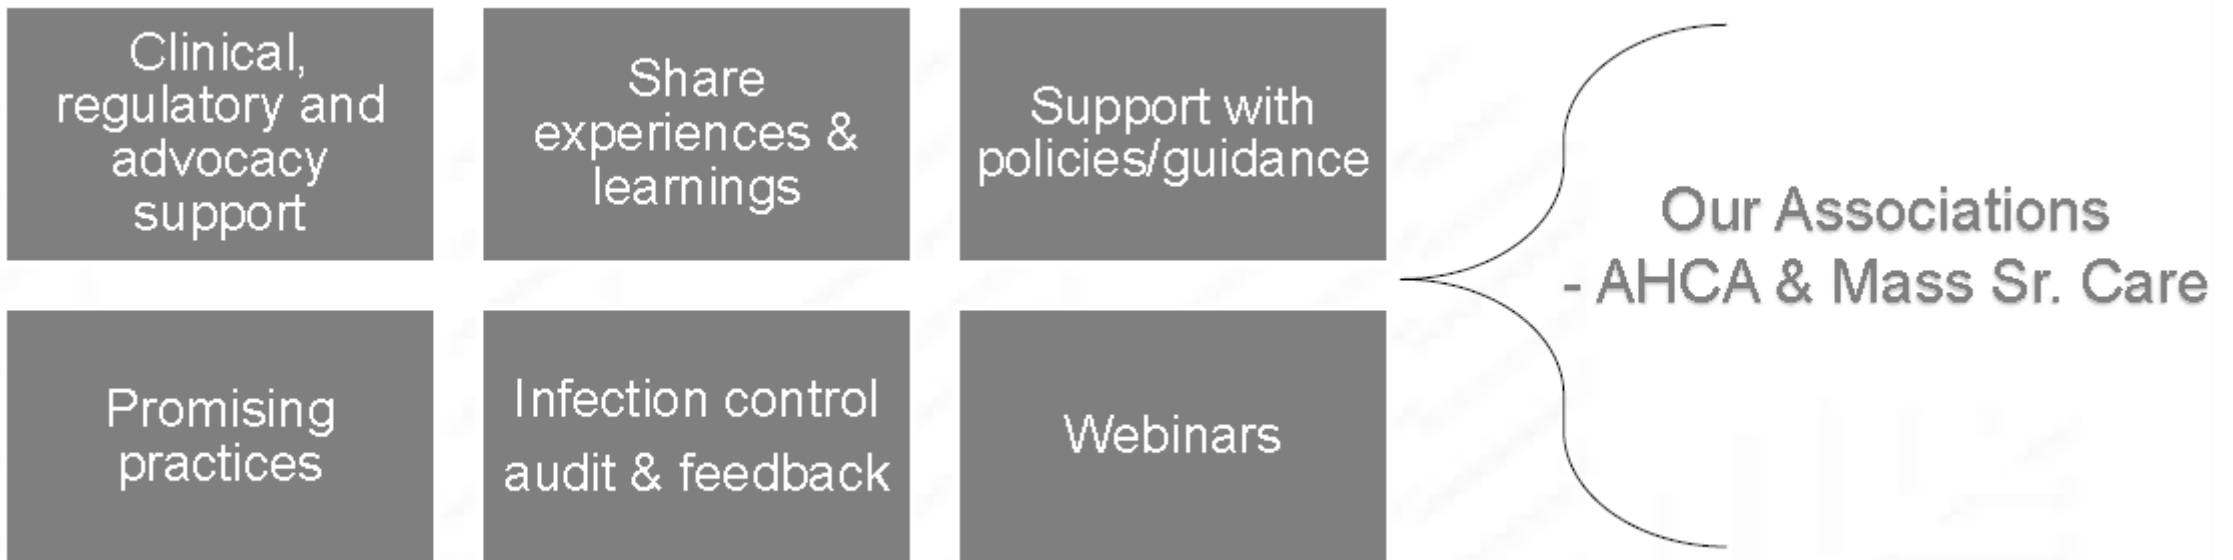 Clinical,
regulatory and
advocacy
support
Share
experiences &
learnings
Support with
policies/guidance
Promising
practices
Infection control
audit & feedback
Webinars
Our Associations
- AHCA & Mass Sr. Care